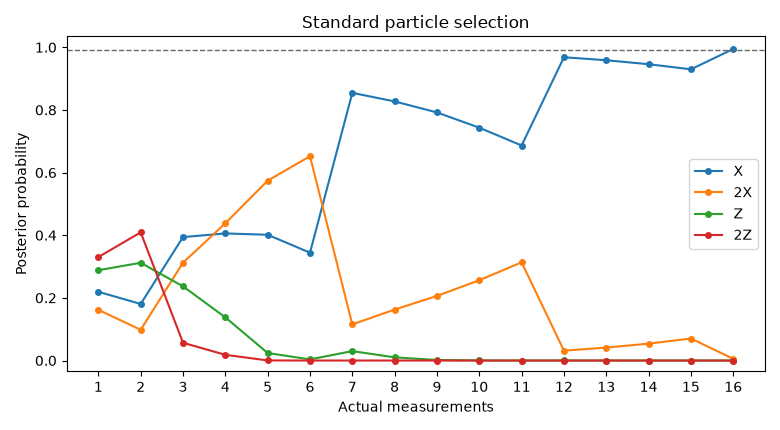 Standard particle selection
Posterior probability
1.0
0.8
0.6
0.4
0.2
0.0
X
2X
Z
2Z
1 2 3 4 5 6 7 8 9 10 11 12 13 14 15 16
Actual measurements